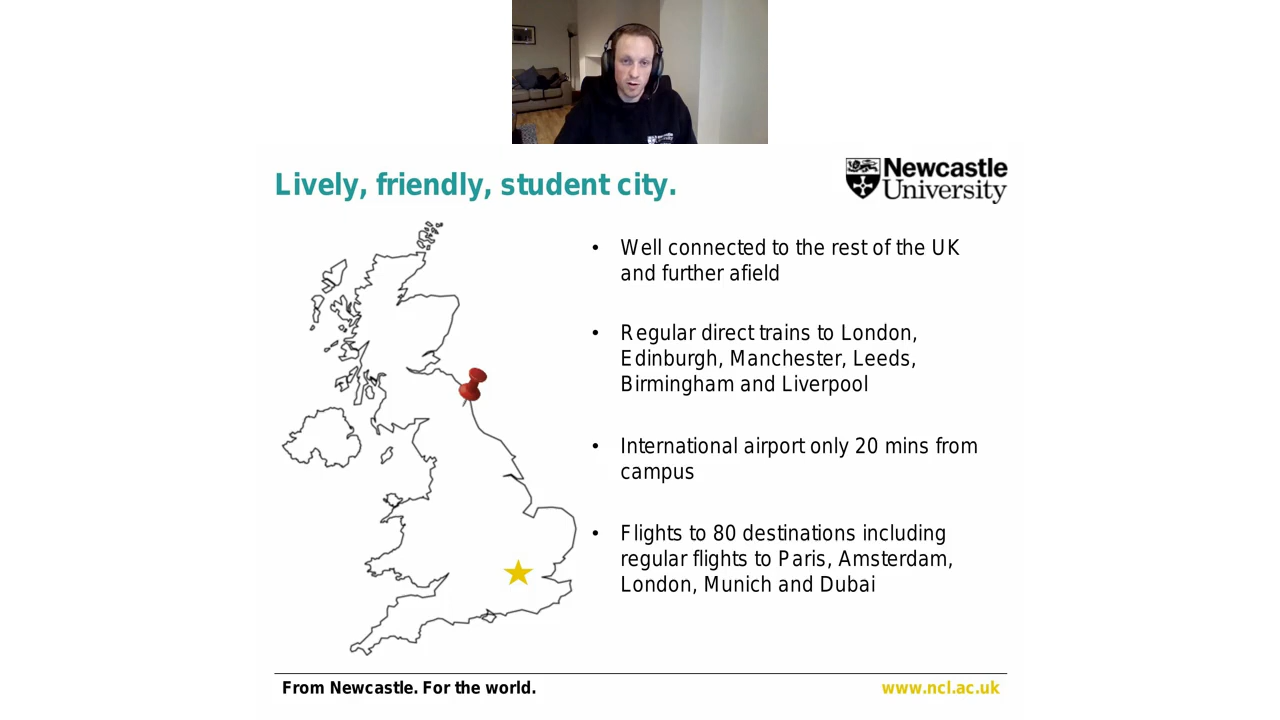 Lively, friendly, student city.
Newcastle
University
• Well connected to the rest of the UK
and further afield
• Regular direct trains to London,
Edinburgh, Manchester, Leeds,
Birmingham and Liverpool
• International airport only 20 mins from
campus
• Flights to 80 destinations including
regular flights to Paris, Amsterdam,
London, Munich and Dubai
From Newcastle. For the world.
www.ncl.ac.uk